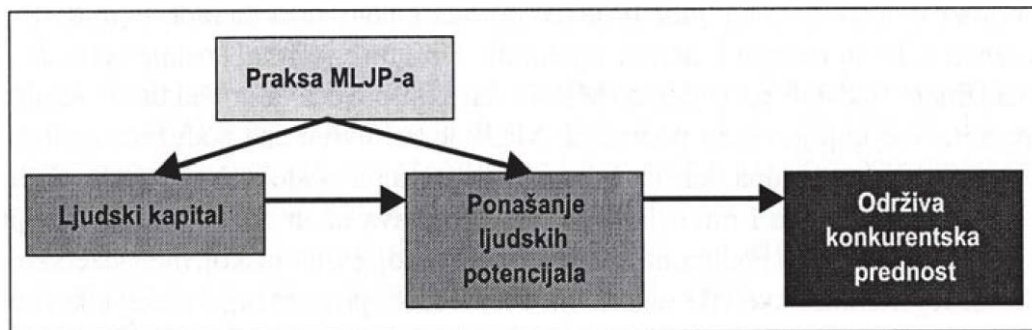 Praksa MLJP-a
Ljudski kapital
Ponašanje
ljudskih
potencijala
Održiva
konkurentska
prednost